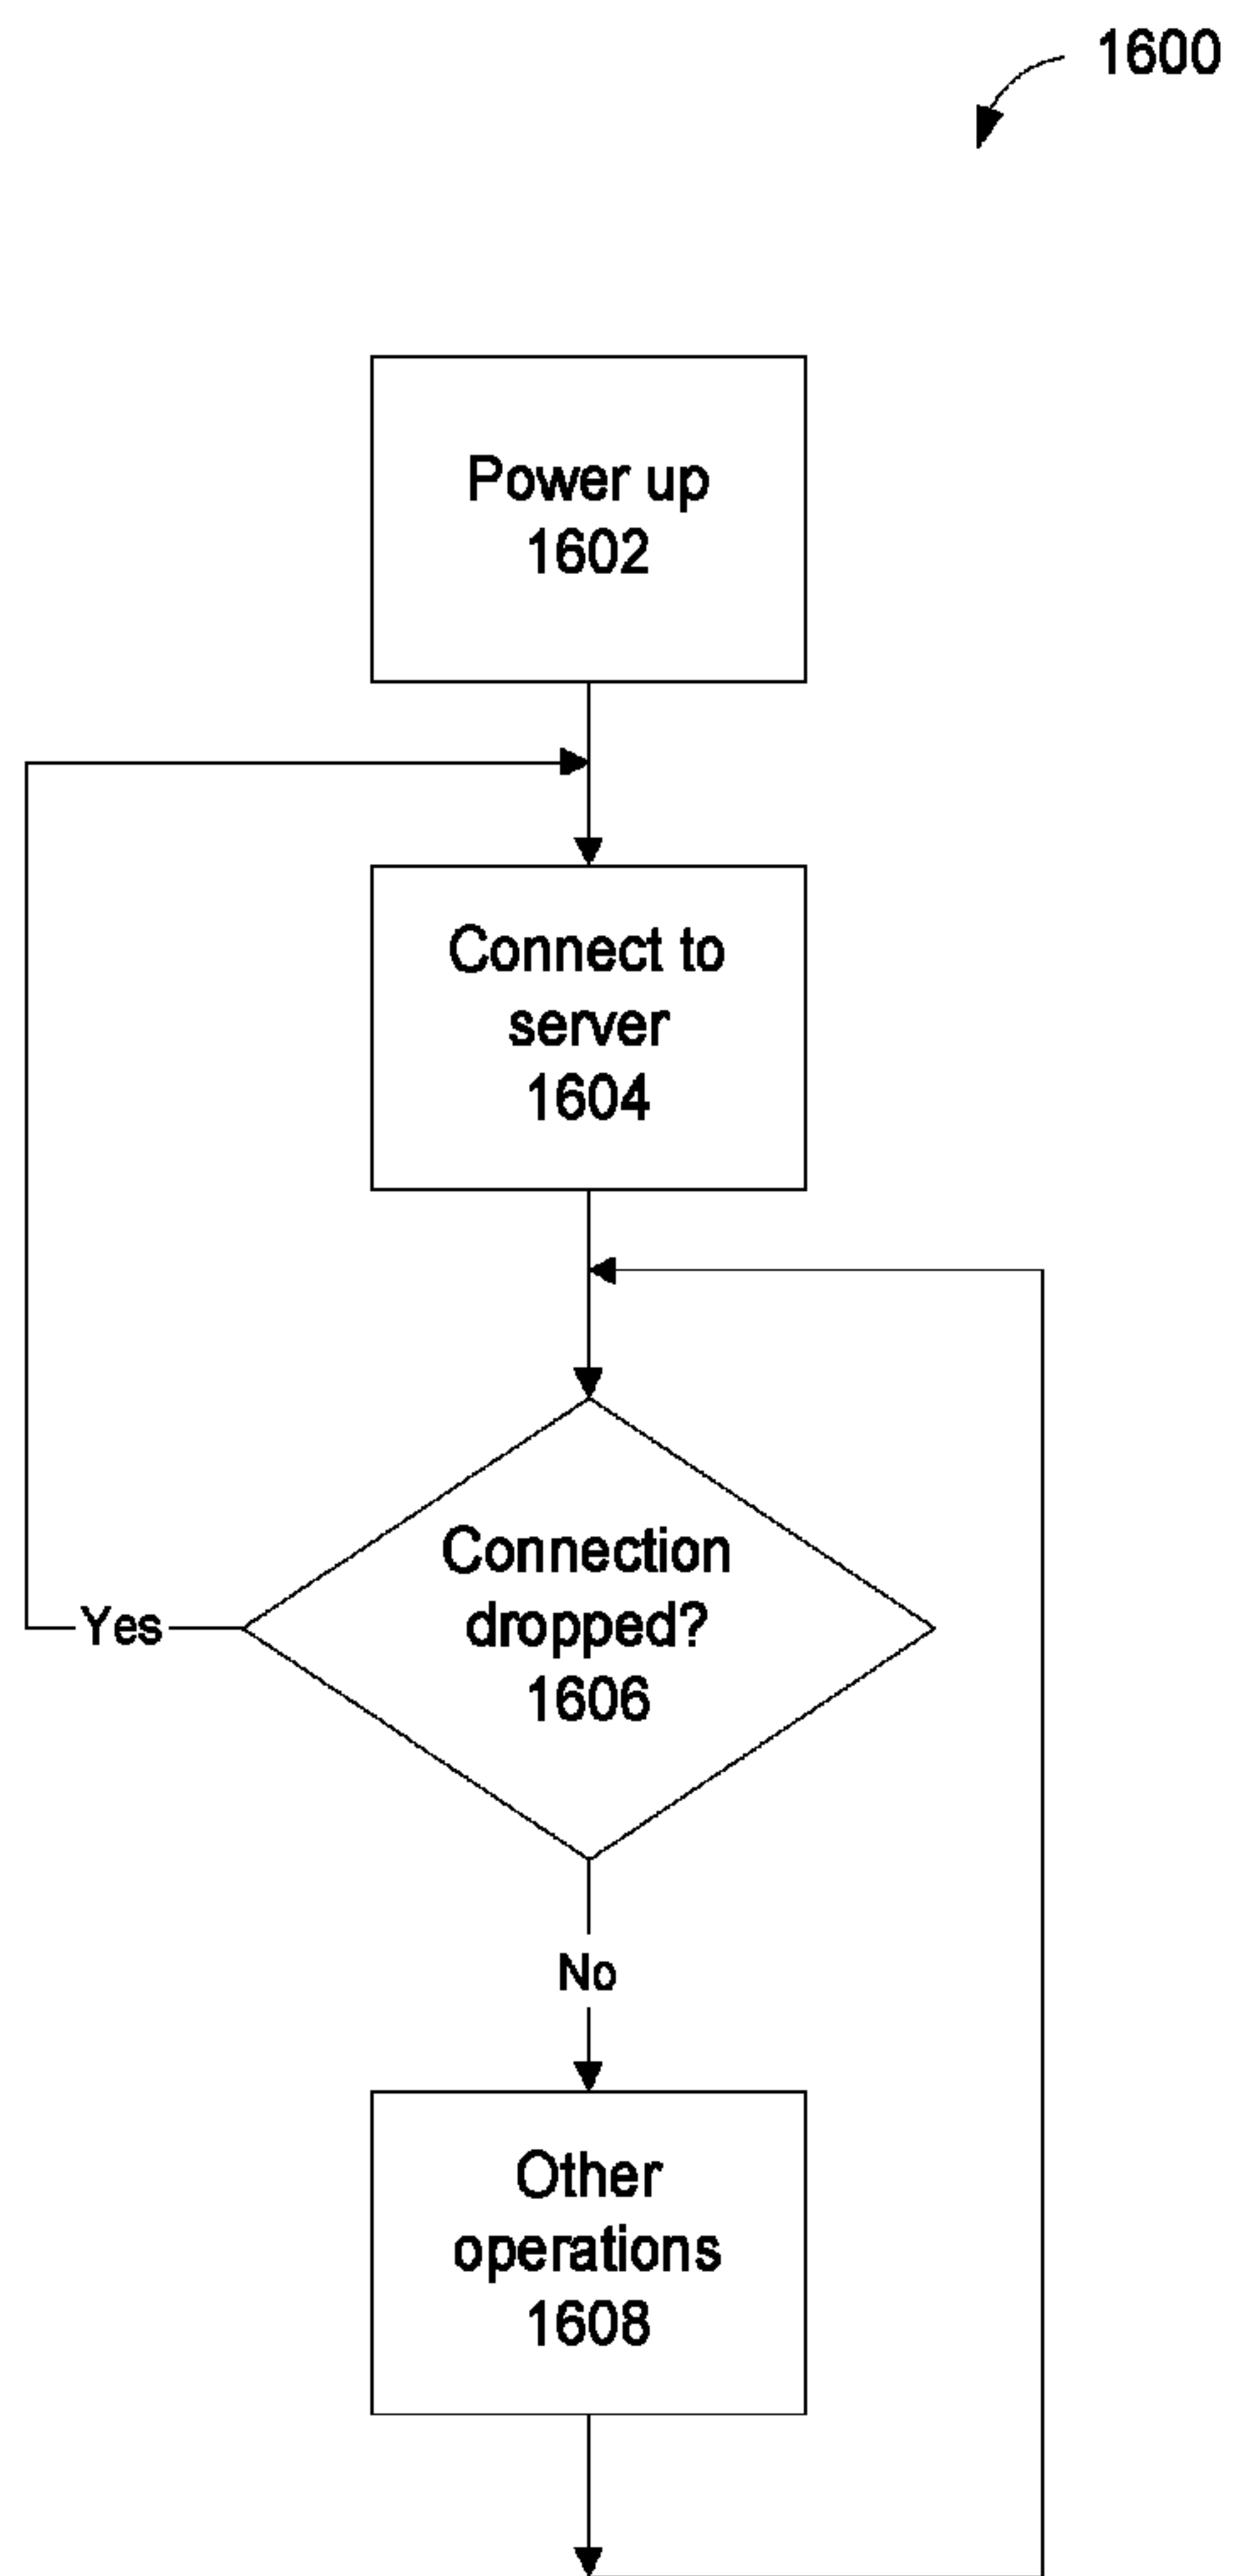 1600
Power up
1602
Connect to
server
1604
Connection
dropped?
1606
Yes
No
Other
operations
1608